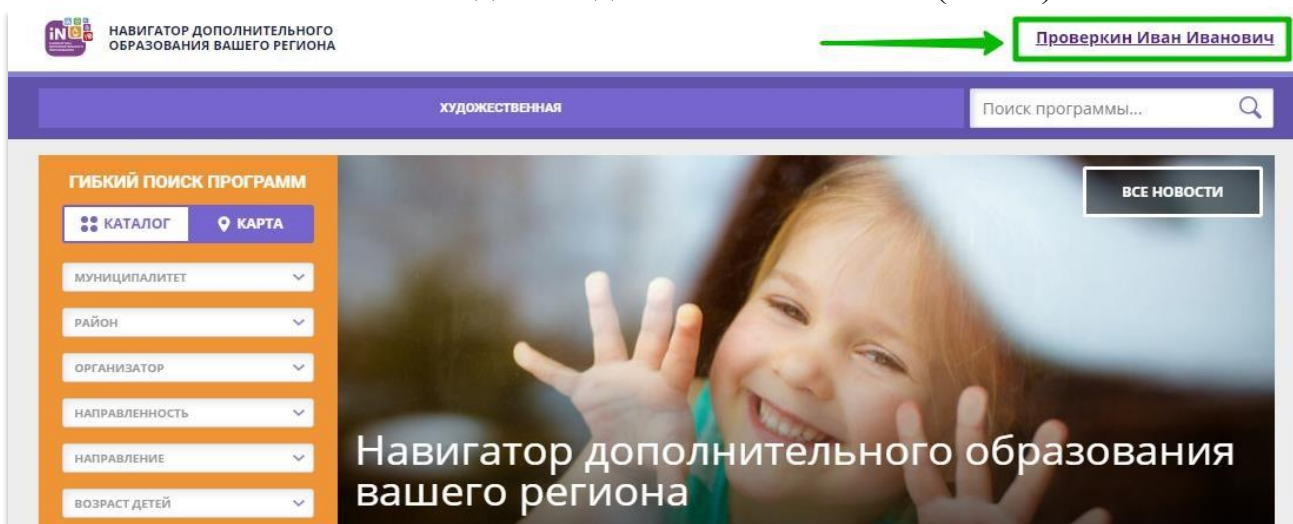 iN
НАВИГАТОР ДОПОЛНИТЕЛЬНОГО
ОБРАЗОВАНИЯ ВАШЕГО РЕГИОНА
Проверкин Иван Иванович
ХУДОЖЕСТВЕННАЯ
Поиск программы...
ГИБКИЙ ПОИСК ПРОГРАММ
КАТАЛОГ
КАРТА
ВСЕ НОВОСТИ
МУНИЦИПАЛИТЕТ
РАЙОН
ОРГАНИЗАТОР
НАПРАВЛЕННОСТЬ
НАПРАВЛЕНИЕ
ВОЗРАСТ ДЕТЕЙ
Навигатор дополнительного образования
вашего региона